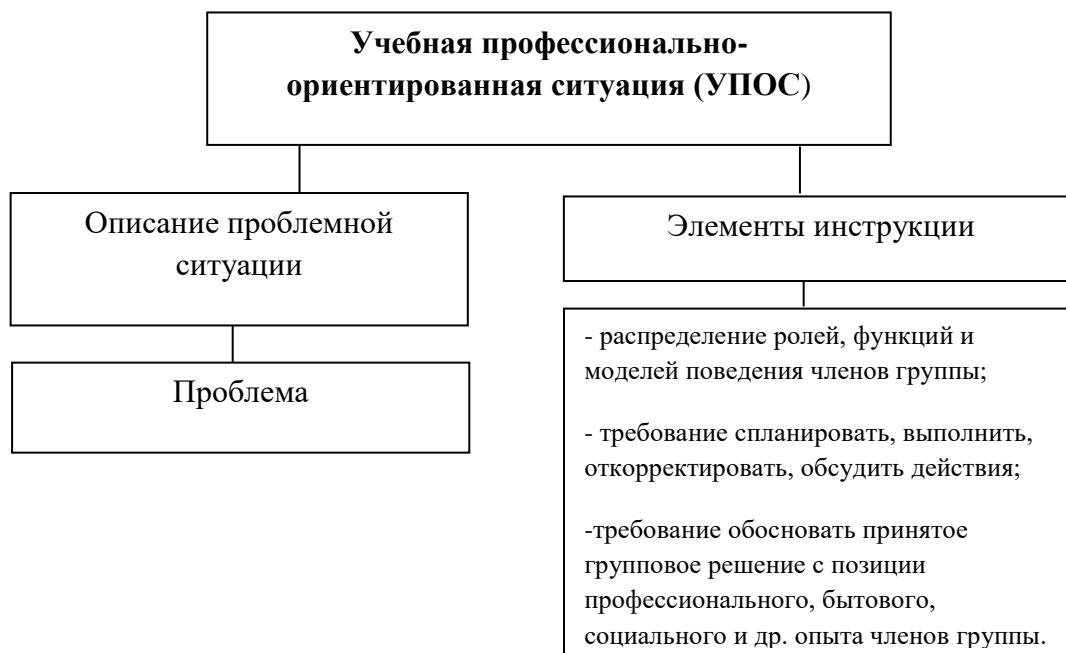 Учебная профессионально-
ориентированная ситуация (УПОС)
Описание проблемной
ситуации
Проблема
Элементы инструкции
- распределение ролей, функций и
моделей поведения членов группы;
- требование спланировать, выполнить,
откорректировать, обсудить действия;
-требование обосновать принятое
групповое решение с позиции
профессионального, бытового,
социального и др. опыта членов группы.